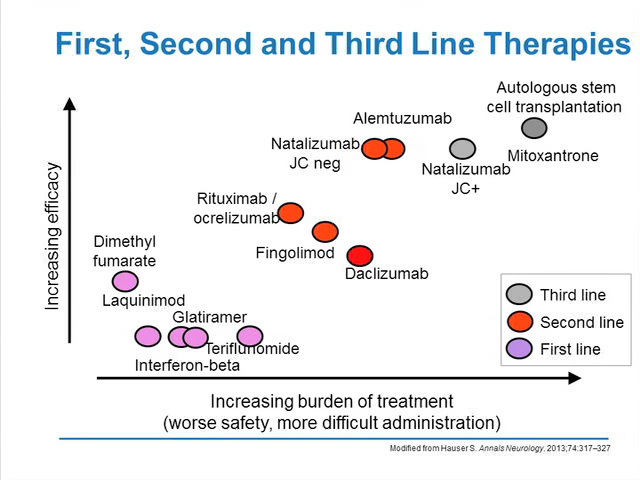 First, Second and Third Line Therapies
Autologous stem
cell transplantation
Alemtuzumab
Natalizumab
JC neg
Mitoxantrone
Natalizumab
JC+
Rituximab /
ocrelizumab
Fingolimod
Daclizumab
Dimethyl
fumarate
Laquinimod
Glatiramer
Teriflunomide
Interferon-beta
Increasing efficacy
Third line
Second line
First line
Increasing burden of treatment
(worse safety, more difficult administration)
Modified from Hauser S. Annals Neurology. 2013;74:317–327